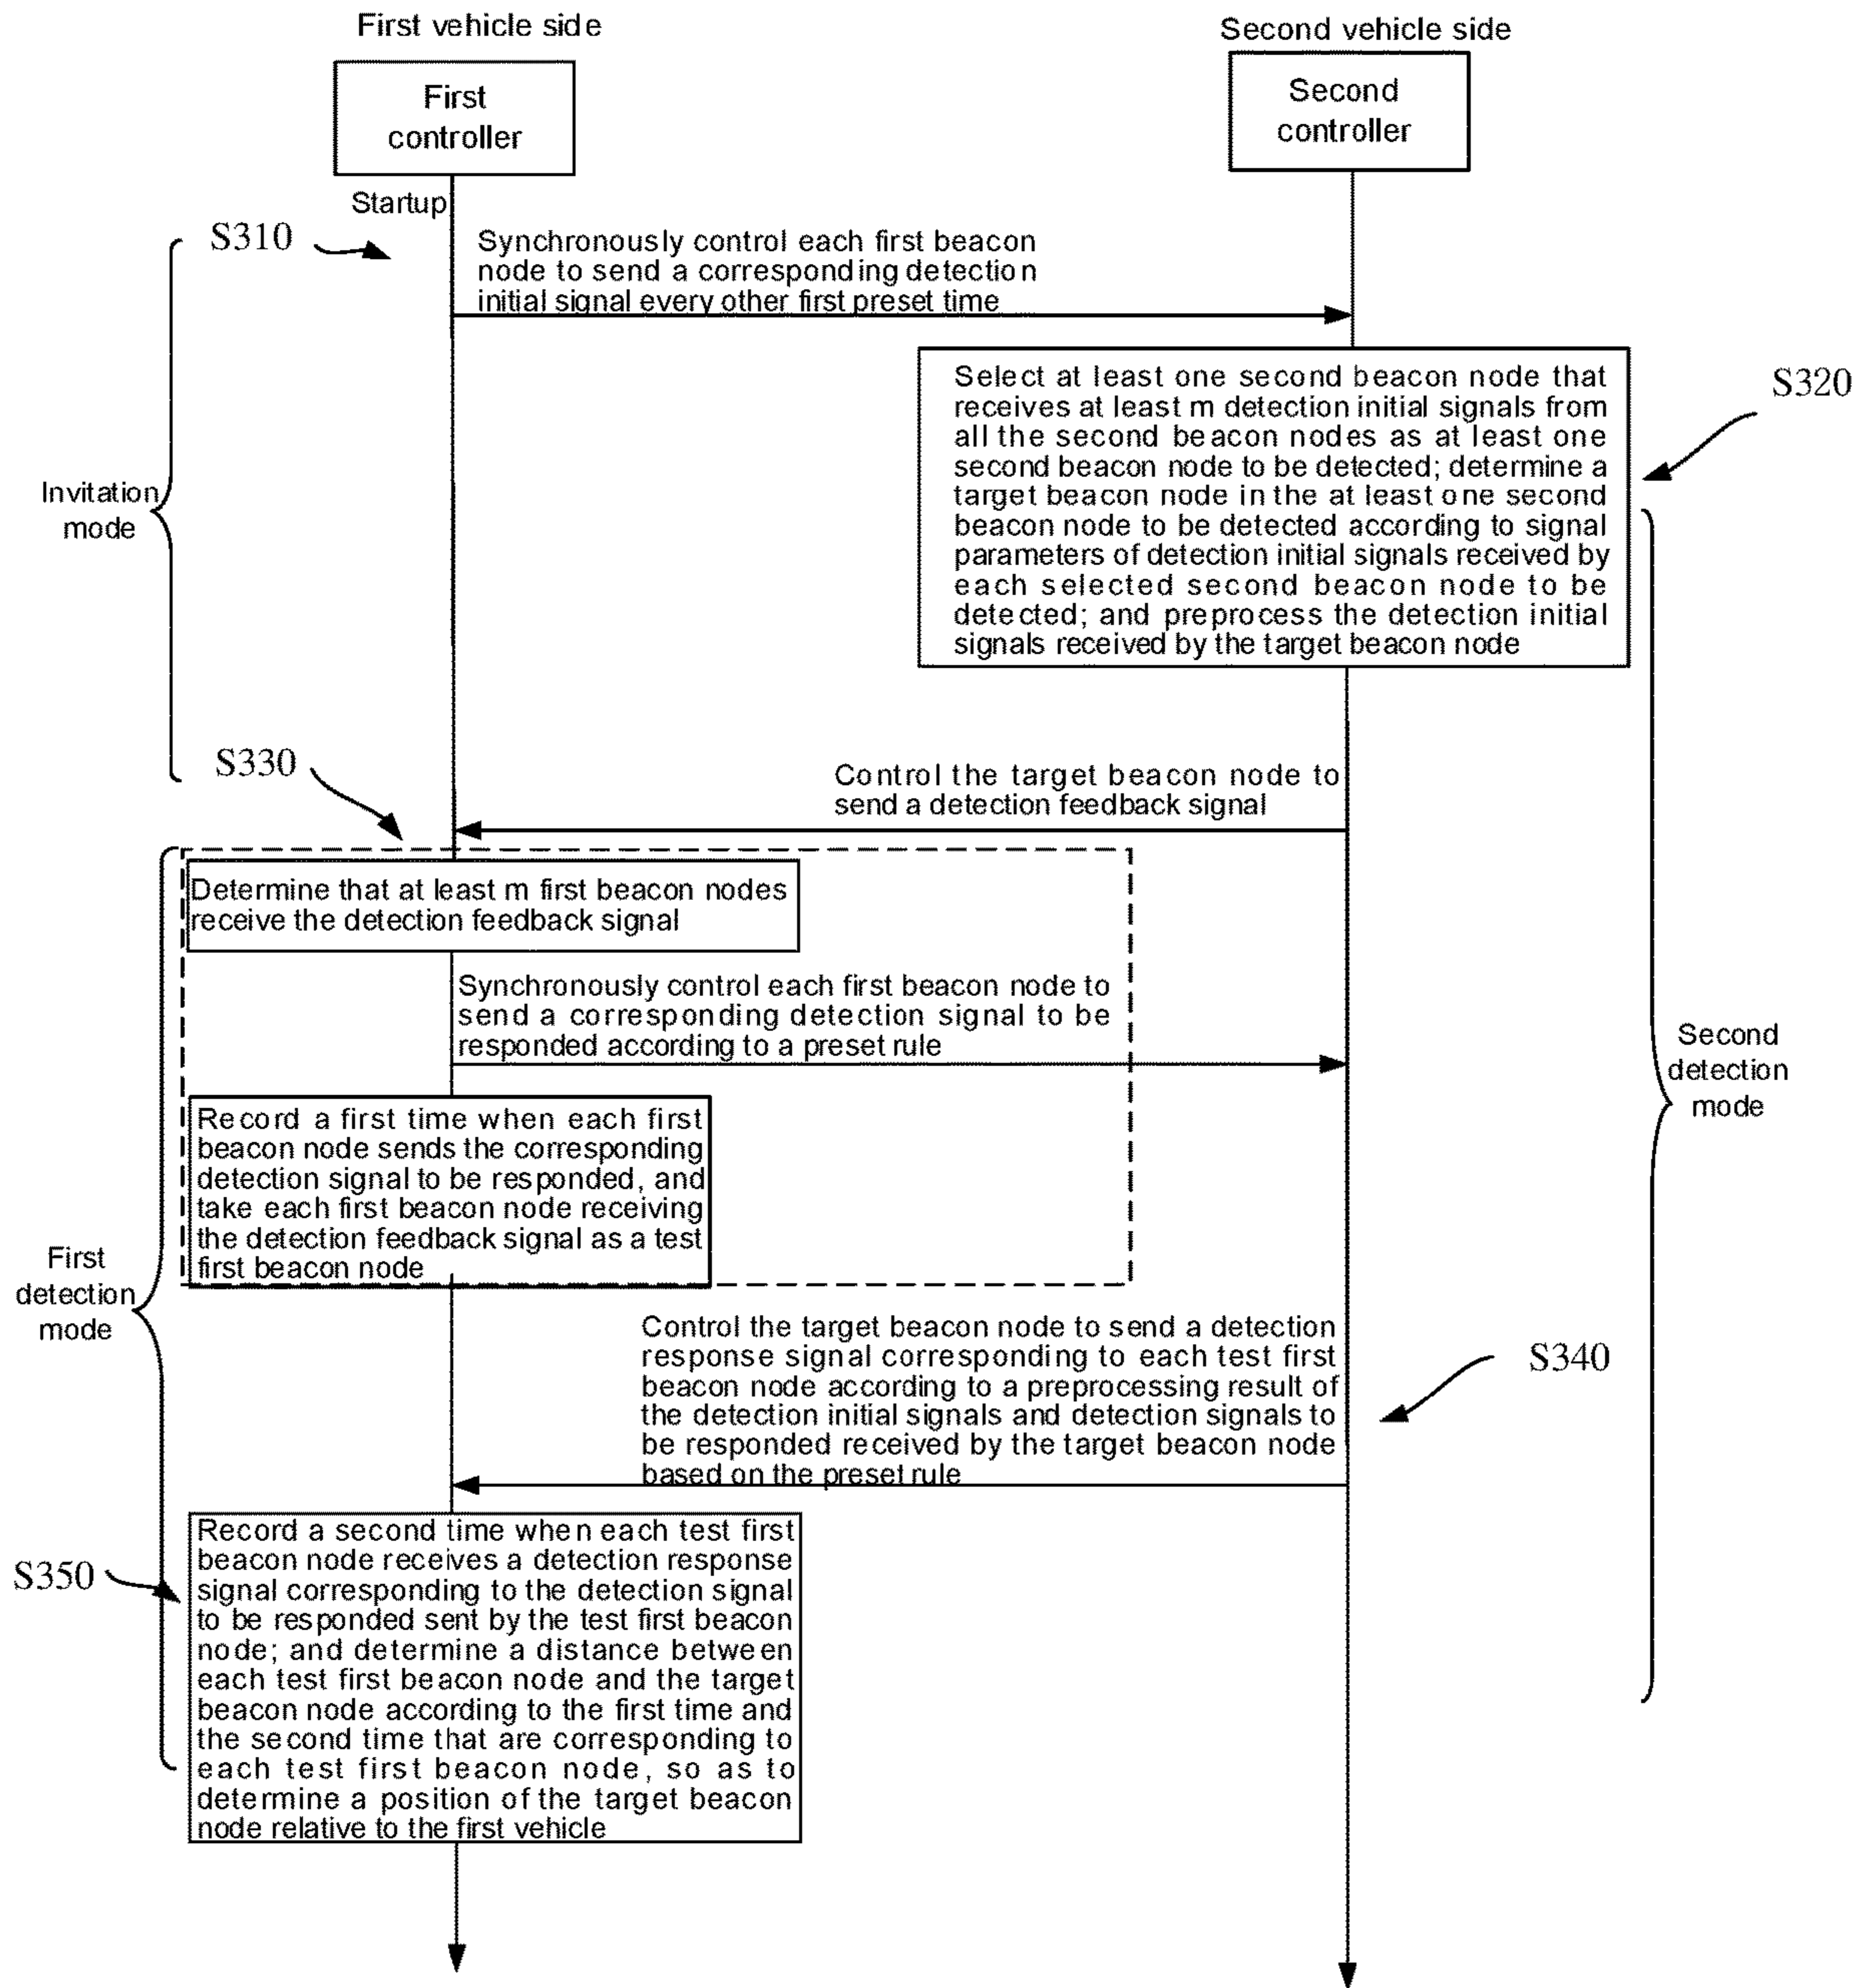 First vehicle side
Second vehicle side
First
controller
Second
controller
Startup
S310
Synchronously control each first beacon
node to send a corresponding detection
initial signal every other first preset time
Select at least one second beacon node that
receives at least m detection initial signals from
all the second beacon nodes as at least one
second beacon node to be detected; determine a
target beacon node in the at least one second
beacon node to be detected according to signal
parameters of detection initial signals received by
each selected second beacon node to be
detected; and preprocess the detection initial
signals received by the target beacon node
S320
Invitation
mode
S330
Control the target beacon node to
send a detection feedback signal
Determine that at least m first beacon nodes
receive the detection feedback signal
Synchronously control each first beacon node to
send a corresponding detection signal to be
responded according to a preset rule
Second
detection
mode
Record a first time when each first
beacon node sends the corresponding
detection signal to be responded, and
take each first beacon node receiving
the detection feedback signal as a test
first beacon node
First
detection
mode
Control the target beacon node to send a detection
response signal corresponding to each test first
beacon node according to a preprocessing result of
the detection initial signals and detection signals to
be responded received by the target beacon node
based on the preset rule
S340
Record a second time when each test first
beacon node receives a detection response
signal corresponding to the detection signal
to be responded sent by the test first beacon
node; and determine a distance between
each test first beacon node and the target
beacon node according to the first time and
the second time that are corresponding to
each test first beacon node, so as to
determine a position of the target beacon
node relative to the first vehicle
S350